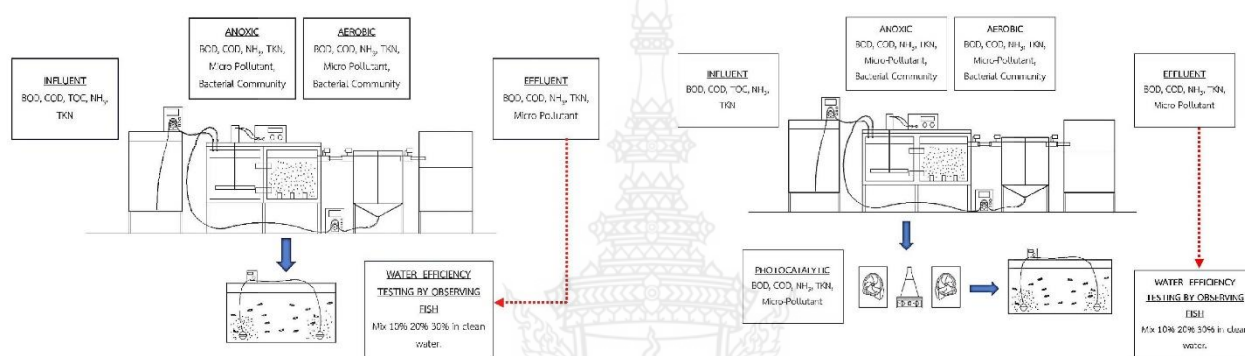 ANOXIC
BOD, COD, NH3, TKN,
Micro Pollutant,
Bacterial Community
AEROBIC
BOD, COD, NH3, TKN,
Micro Pollutant,
Bacterial Community
INFLUENT
BOD, COD, TOC, NH3,
TKN
EFFLUENT
BOD, COD, NH3, TKN,
Micro Pollutant
WATER EFFICIENCY
TESTING BY OBSERVING
FISH
Mix 10% 20% 30% in clean
water.
ANOXIC
BOD, COD, NH3, TKN,
Micro-Pollutant,
Bacterial Community
AEROBIC
BOD, COD, NH3, TKN,
Micro-Pollutant,
Bacterial Community
INFLUENT
BOD, COD, TOC, NH3,
TKN
EFFLUENT
BOD, COD, NH3, TKN,
Micro Pollutant
PHOTOCATALYTIC
BOD, COD, NH3, TKN,
Micro-Pollutant
WATER EFFICIENCY
TESTING BY OBSERVING
FISH
Mix 10% 20% 30% in clean
water.